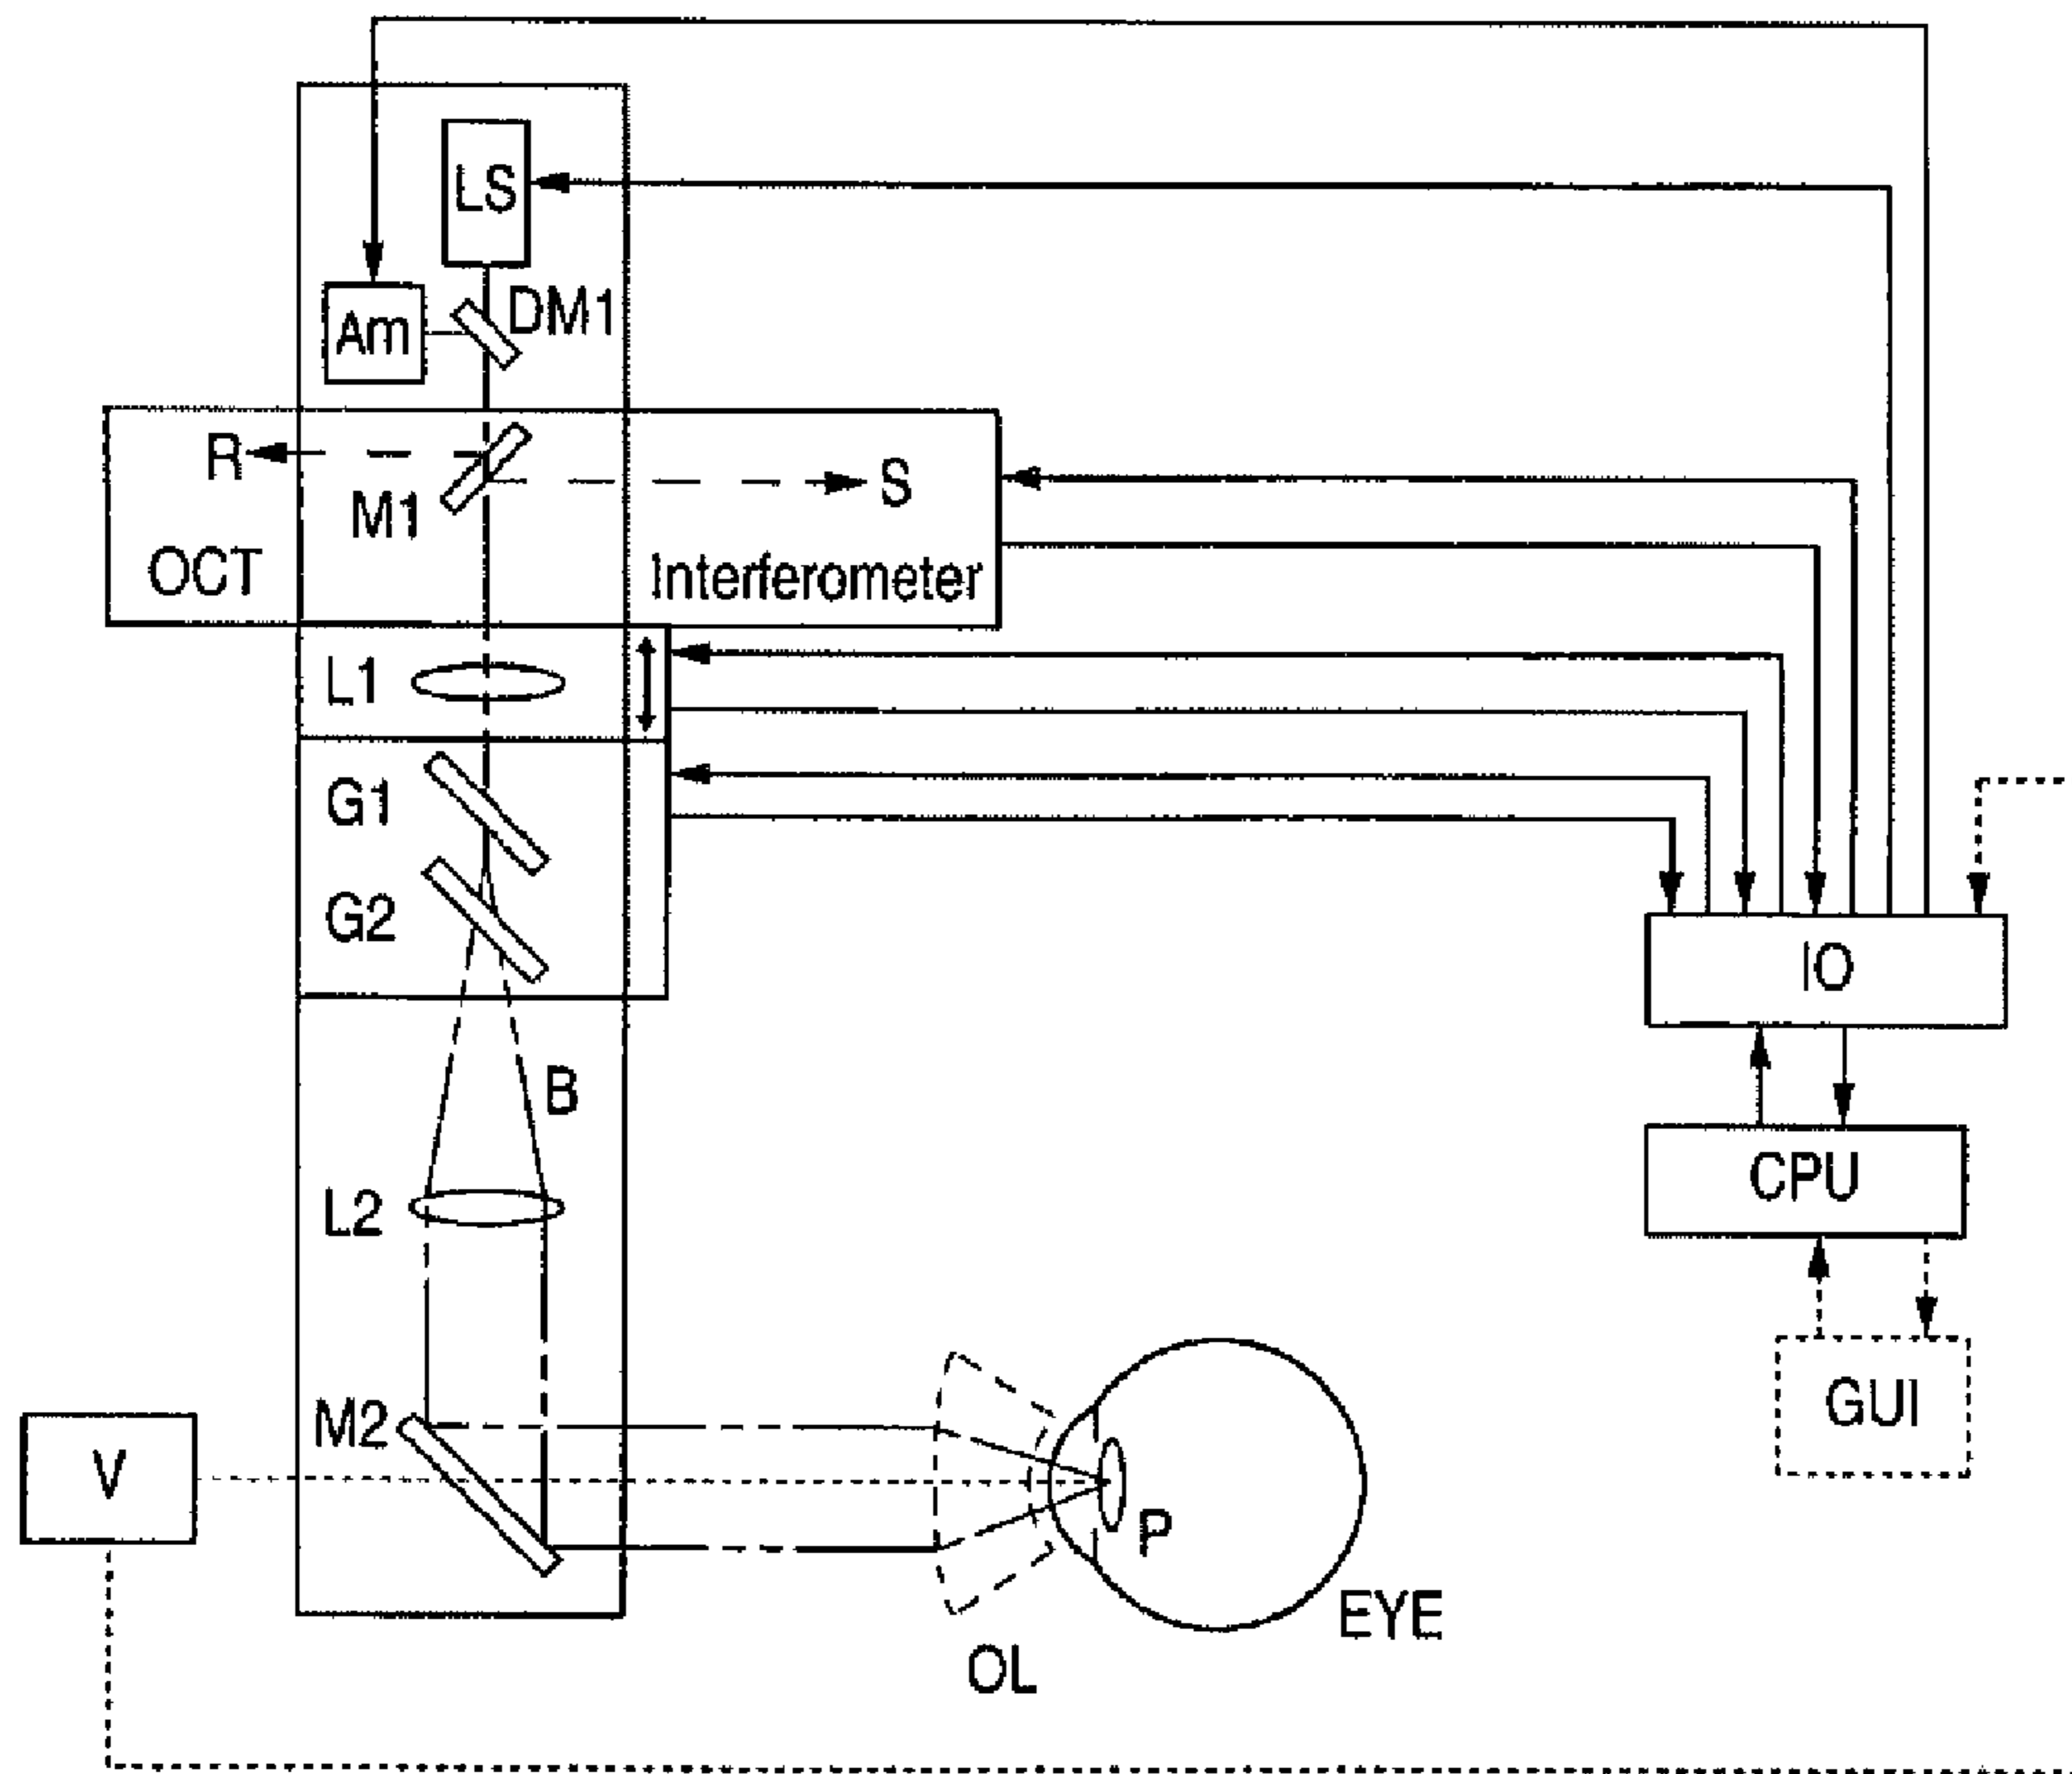 LS
DM1
Am
R
S
M1
OCT
Interferometer
L1
G1
G2
IO
B
CPU
L2
GUI
M2
V
P
EYE
OL